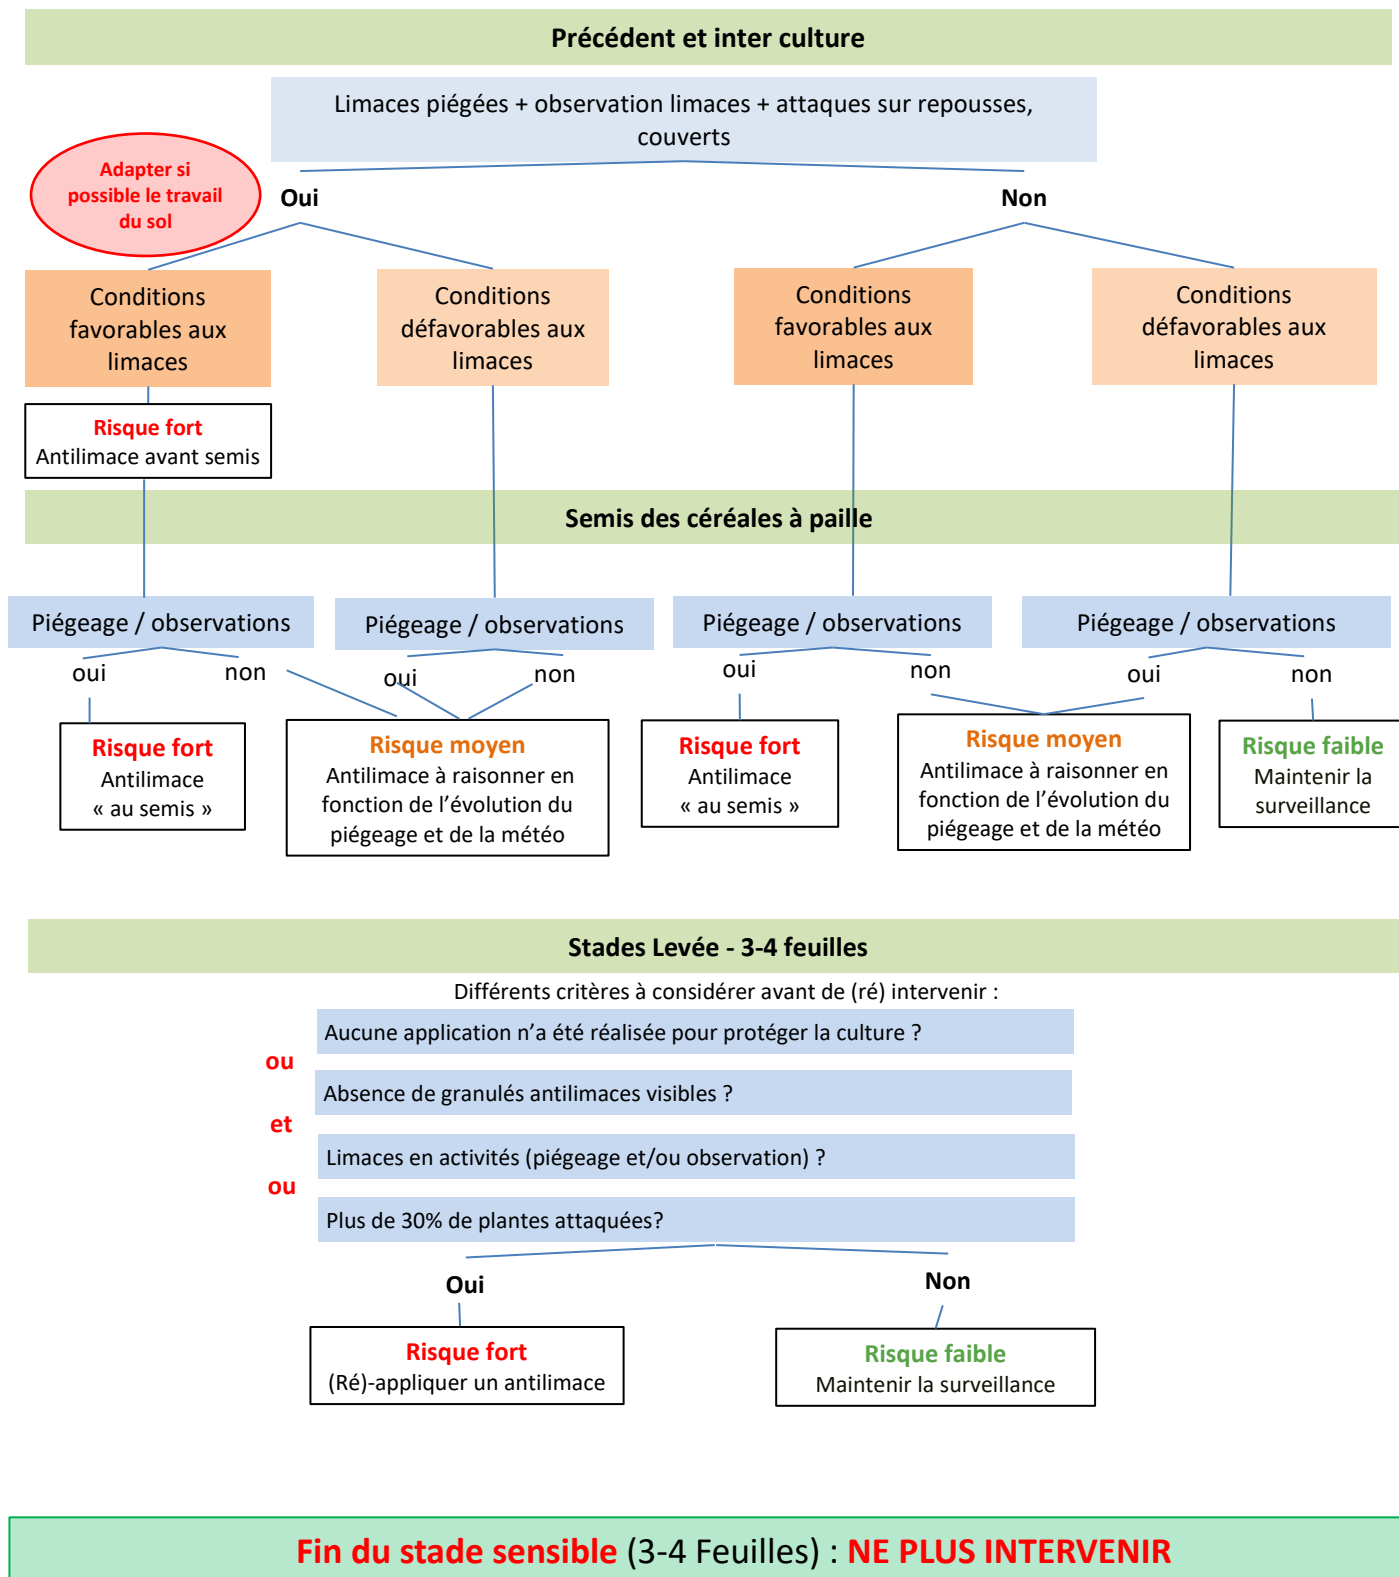 Précédent et inter culture
Limaces piégées + observation limaces + attaques sur repousses,
couverts
Adapter si
possible le travail
du sol
Oui
Non
Conditions
favorables aux
limaces
Conditions
défavorables aux
limaces
Conditions
favorables aux
limaces
Conditions
défavorables aux
limaces
Risque fort
Antilimace avant semis
Semis des céréales à paille
Piégeage / observations
Piégeage / observations
Piégeage / observations
Piégeage / observations
oui
non
oui
non
oui
non
oui
non
Risque fort
Antilimace
« au semis »
Risque moyen
Antilimace à raisonner en
fonction de l’évolution du
piégeage et de la météo
Risque fort
Antilimace
« au semis »
Risque moyen
Antilimace à raisonner en
fonction de l’évolution du
piégeage et de la météo
Risque faible
Maintenir la
surveillance
Stades Levée - 3-4 feuilles
Différents critères à considérer avant de (ré) intervenir :
Aucune application n’a été réalisée pour protéger la culture ?
ou
Absence de granulés antilimaces visibles ?
et
Limaces en activités (piégeage et/ou observation) ?
ou
Plus de 30% de plantes attaquées?
Oui
Non
Risque fort
(Ré)-appliquer un antilimace
Risque faible
Maintenir la surveillance
Fin du stade sensible (3-4 Feuilles) : NE PLUS INTERVENIR